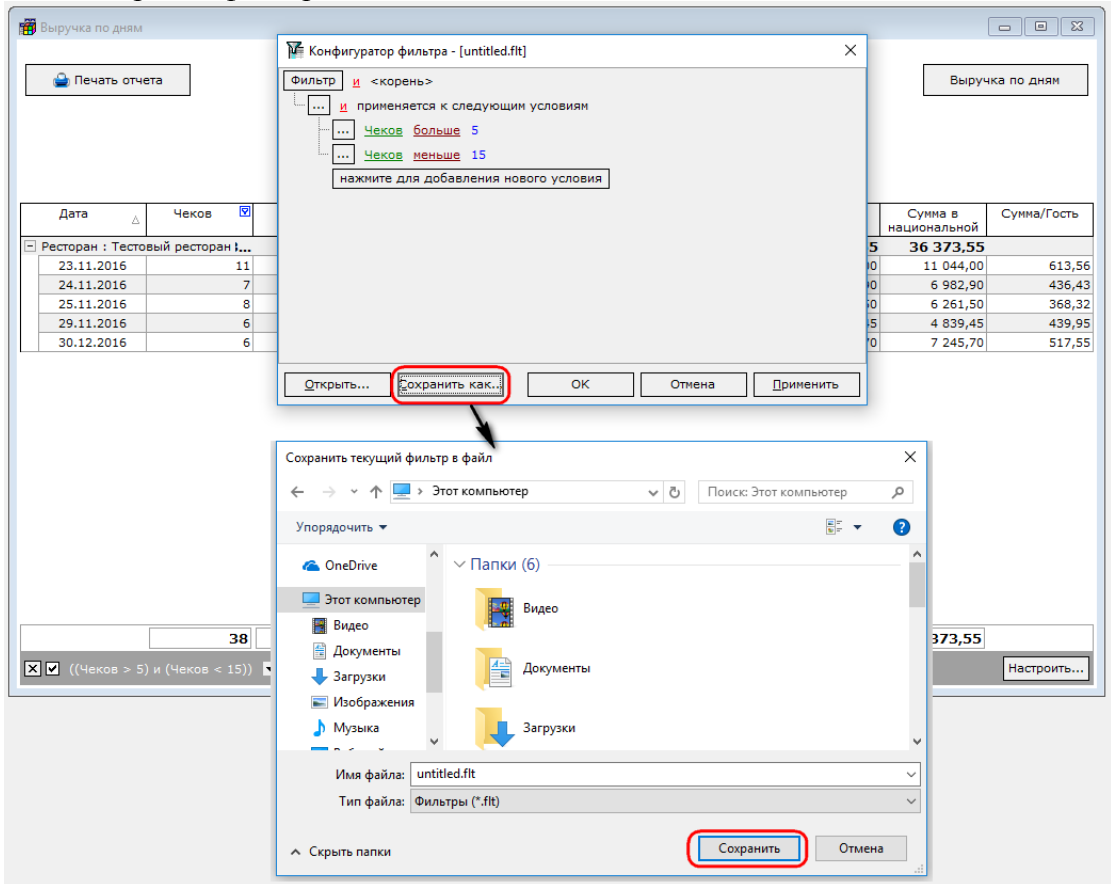 Выручка по дням
Печать отчета
Выручка по дням
Конфигуратор фильтра - [untitled.flt]
Фильтр и <корень>
... и применяется к следующим условиям
... Чеков больше 5
... Чеков меньше 15
нажмите для добавления нового условия
Открыть... Сохранить как... ОК Отмена Применить
Дата Чеков Сумма в национальной Сумма/Гость
Ресторан : Тестовый ресторан 36 373,55
23.11.2016 11 11 044,00 613,56
24.11.2016 7 6 982,90 436,43
25.11.2016 8 6 261,50 368,32
29.11.2016 6 4 839,45 439,95
30.12.2016 6 7 245,70 517,55
Сохранить текущий фильтр в файл
Этот компьютер Поиск: Этот компьютер
Упорядочить
OneDrive
Этот компьютер
Видео
Документы
Загрузки
Изображения
Музыка
Папки (6)
Видео
Документы
Загрузки
Имя файла: untitled.flt
Тип файла: Фильтры (*.flt)
Скрыть папки Сохранить Отмена
38 373,55
((Чеков > 5) и (Чеков < 15)) Настроить...